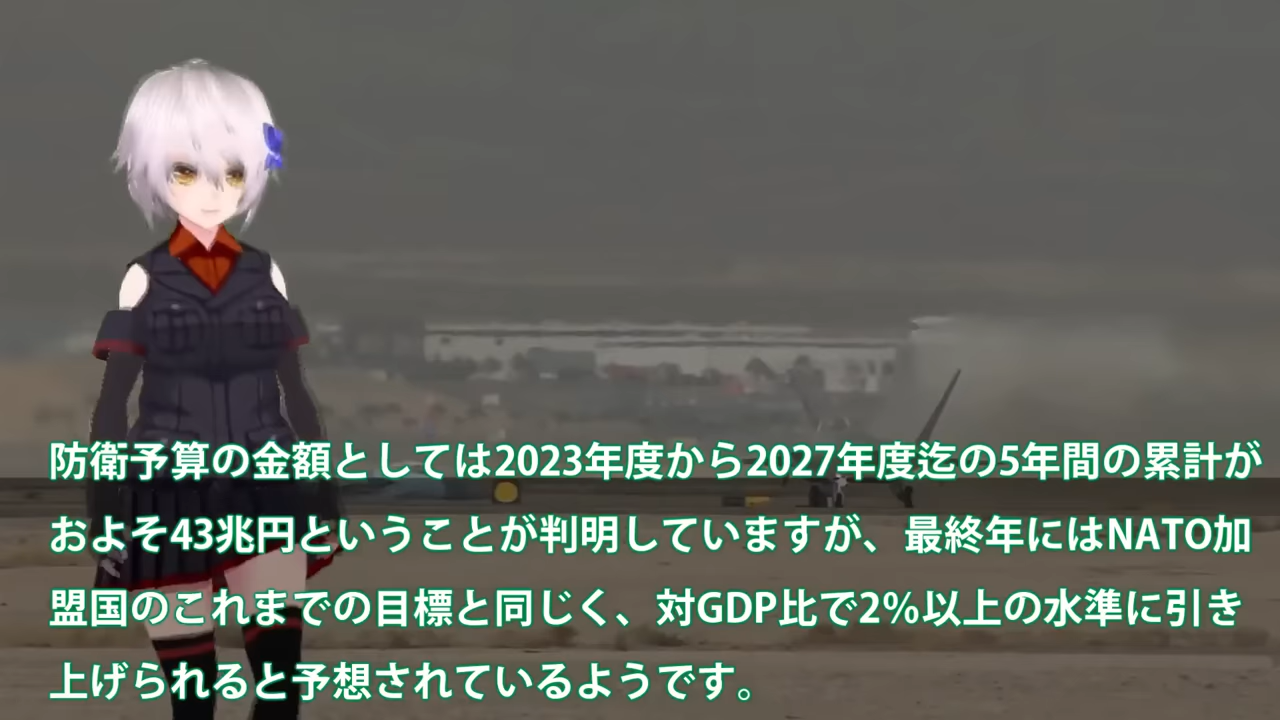 防衛予算の金額としては2023年度から2027年度迄の5年間の累計が
およそ43兆円ということが判明していますが、最終年にはNATO加
盟国のこれまでの目標と同じく、対GDP比で2%以上の水準に引き
上げられると予想されているようです。